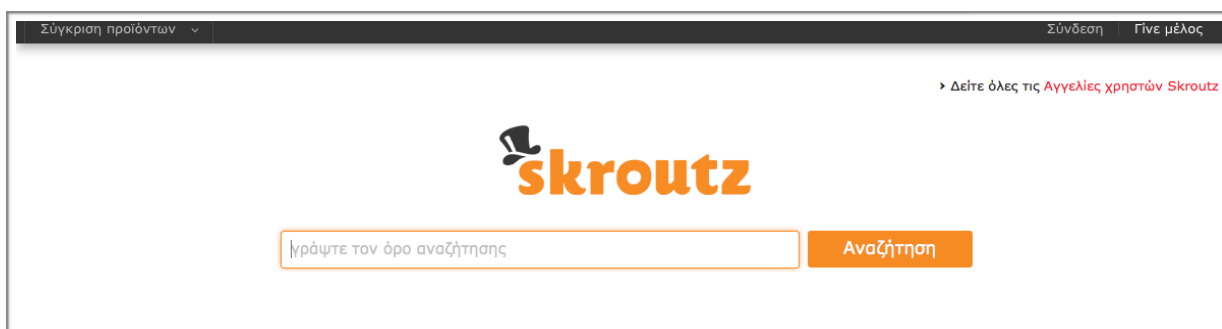 Σύγκριση προϊόντων
Σύνδεση Γίνε μέλος
Δείτε όλες τις Αγγελίες χρηστών Skroutz
skroutz
γράψτε τον όρο αναζήτησης Αναζήτηση